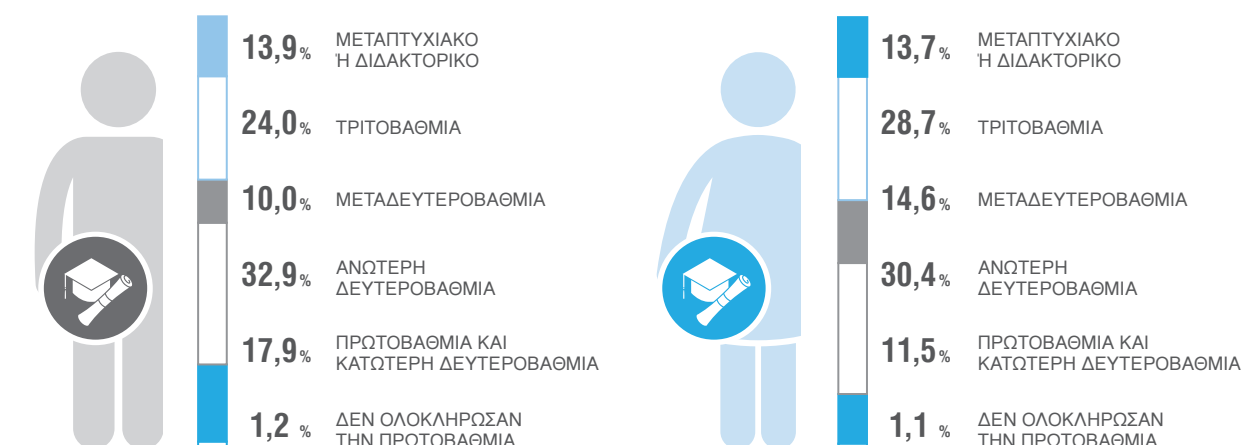 13,9% ΜΕΤΑΠΤΥΧΙΑΚΟ
Ή ΔΙΔΑΚΤΟΡΙΚΟ
24,0% ΤΡΙΤΟΒΑΘΜΙΑ
10,0% ΜΕΤΑΔΕΥΤΕΡΟΒΑΘΜΙΑ
32,9% ΑΝΩΤΕΡΗ
ΔΕΥΤΕΡΟΒΑΘΜΙΑ
17,9% ΠΡΩΤΟΒΑΘΜΙΑ ΚΑΙ
ΚΑΤΩΤΕΡΗ ΔΕΥΤΕΡΟΒΑΘΜΙΑ
1,2 % ΔΕΝ ΟΛΟΚΛΗΡΩΣΑΝ
ΤΗΝ ΠΡΩΤΟΒΑΘΜΙΑ
13,7% ΜΕΤΑΠΤΥΧΙΑΚΟ
Ή ΔΙΔΑΚΤΟΡΙΚΟ
28,7% ΤΡΙΤΟΒΑΘΜΙΑ
14,6% ΜΕΤΑΔΕΥΤΕΡΟΒΑΘΜΙΑ
30,4% ΑΝΩΤΕΡΗ
ΔΕΥΤΕΡΟΒΑΘΜΙΑ
11,5% ΠΡΩΤΟΒΑΘΜΙΑ ΚΑΙ
ΚΑΤΩΤΕΡΗ ΔΕΥΤΕΡΟΒΑΘΜΙΑ
1,1 % ΔΕΝ ΟΛΟΚΛΗΡΩΣΑΝ
ΤΗΝ ΠΡΩΤΟΒΑΘΜΙΑ